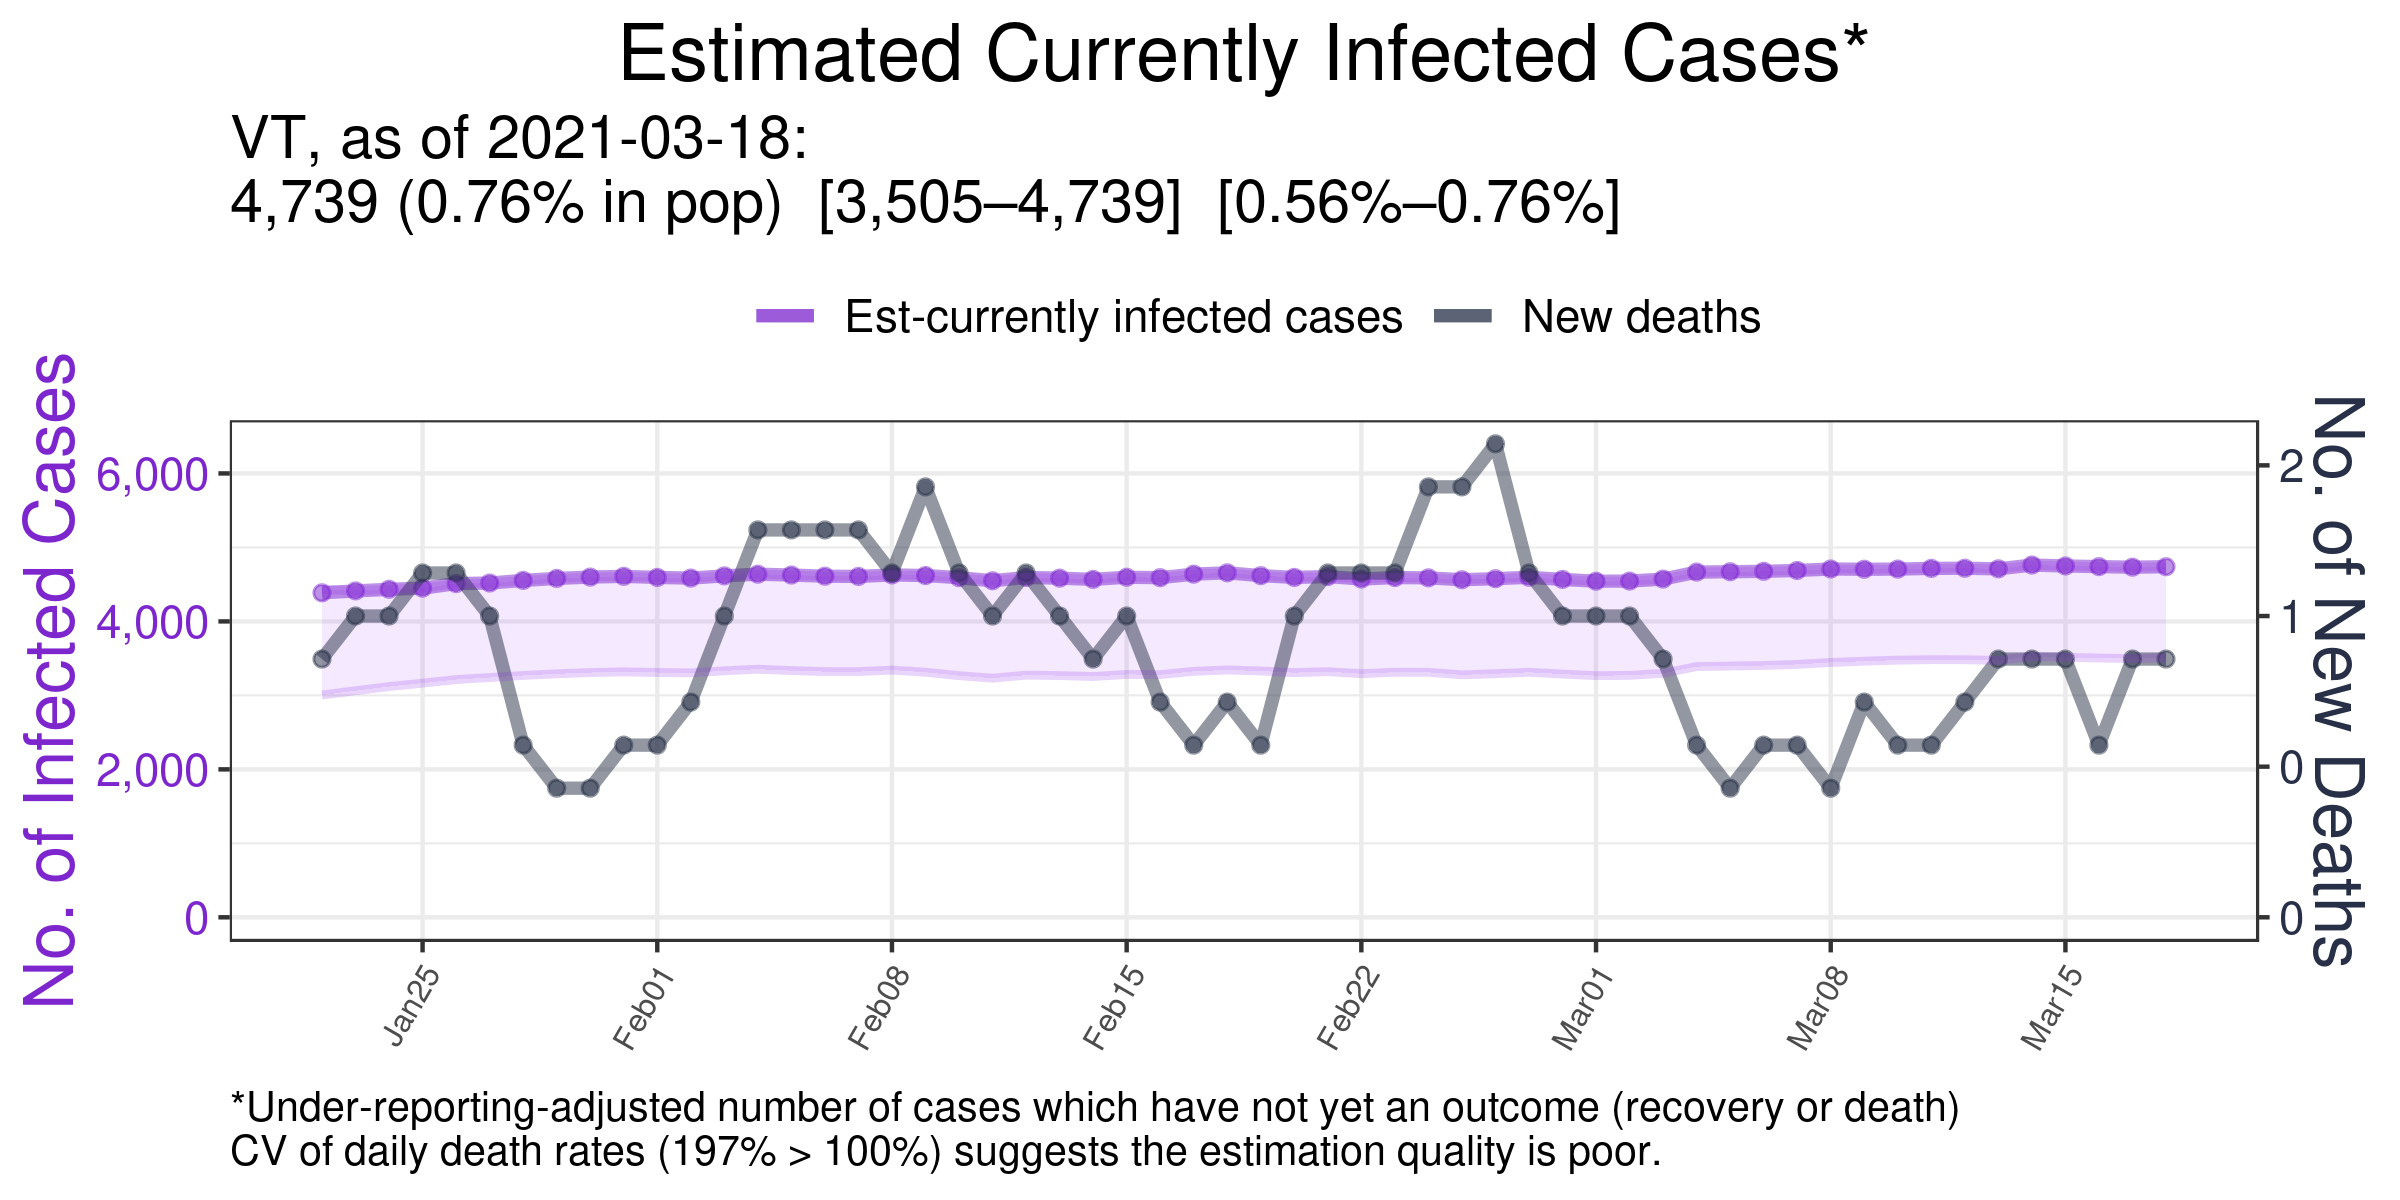 Estimated Currently Infected Cases*
VT, as of 2021-03-18:
4,739 (0.76% in pop) [3,505–4,739] [0.56%–0.76%]
Est-currently infected cases
New deaths
No. of Infected Cases
6,000
4,000
2,000
0
2
1
0
0
No. of New Deaths
Jan25
Feb01
Feb08
Feb15
Feb22
Mar01
Mar08
Mar15
*Under-reporting-adjusted number of cases which have not yet an outcome (recovery or death)
CV of daily death rates (197% > 100%) suggests the estimation quality is poor.